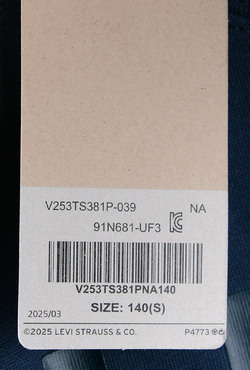 V253TS381P-039 NA
91N681-UF3
V253TS381PNA140
SIZE: 140(S)
2025/03
©2025 LEVI STRAUSS & CO. P4773